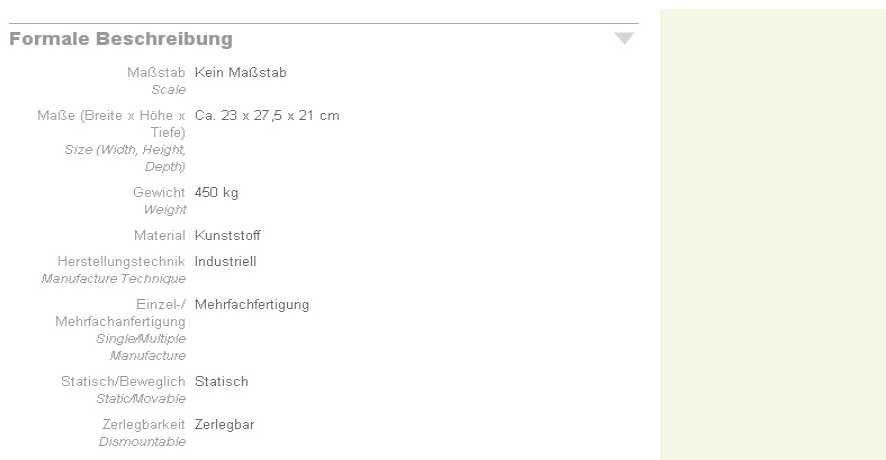 Formale Beschreibung
Maßstab Kein Maßstab
Scale
Maße (Breite x Höhe x Ca. 23 x 27,5 x 21 cm
Tiefe)
Size (Width, Height,
Depth)
Gewicht 450 kg
Weight
Material Kunststoff
Herstellungstechnik Industriell
Manufacture Technique
Einzel-/ Mehrfachfertigung
Mehrfachanfertigung
Single/Multiple
Manufacture
Statisch/Beweglich Statisch
Static/Movable
Zerlegbarkeit Zerlegbar
Dismountable